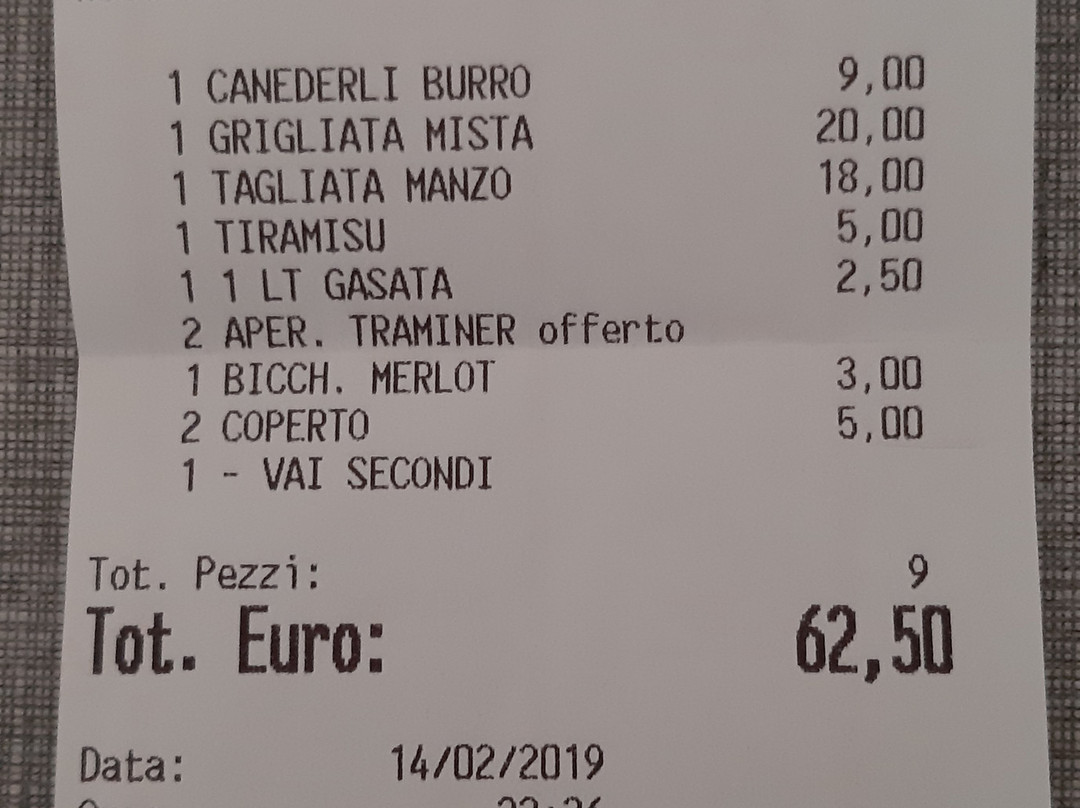 1 CANEDERLI BURRO 9,00
1 GRIGLIATA MISTA 20,00
1 TAGLIATA MANZO 18,00
1 TIRAMISU 5,00
1 1 LT GASATA 2,50
2 APER. TRAMINER offerto
1 BICCH. MERLOT 3,00
2 COPERTO 5,00
1 - VAI SECONDI
Tot. Pezzi: 9
Tot. Euro: 62,50
Data: 14/02/2019